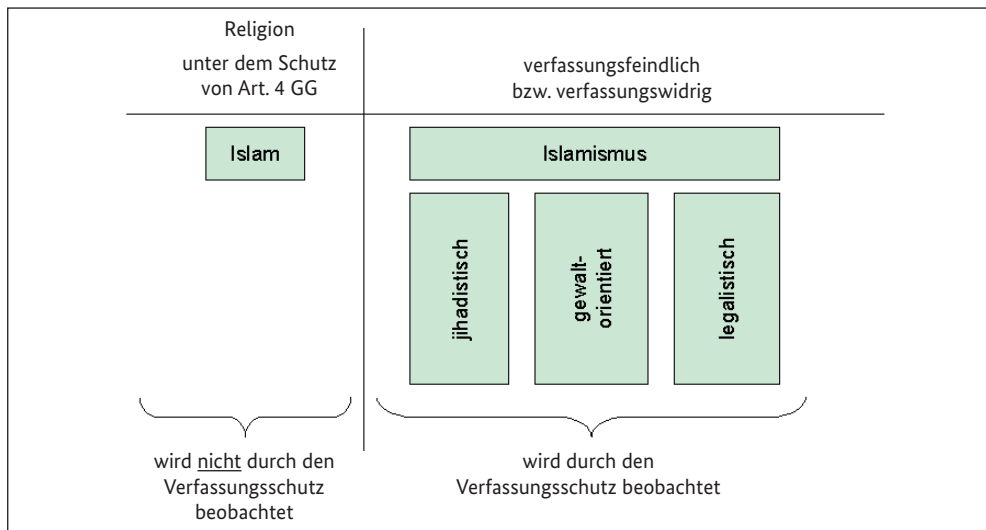 Religion
unter dem Schutz
von Art. 4 GG
verfassungsfeindlich
bzw. verfassungswidrig
Islam
Islamismus
jihadistisch
gewalt-
orientiert
legalistisch
wird nicht durch den
Verfassungsschutz
beobachtet
wird durch den
Verfassungsschutz beobachtet